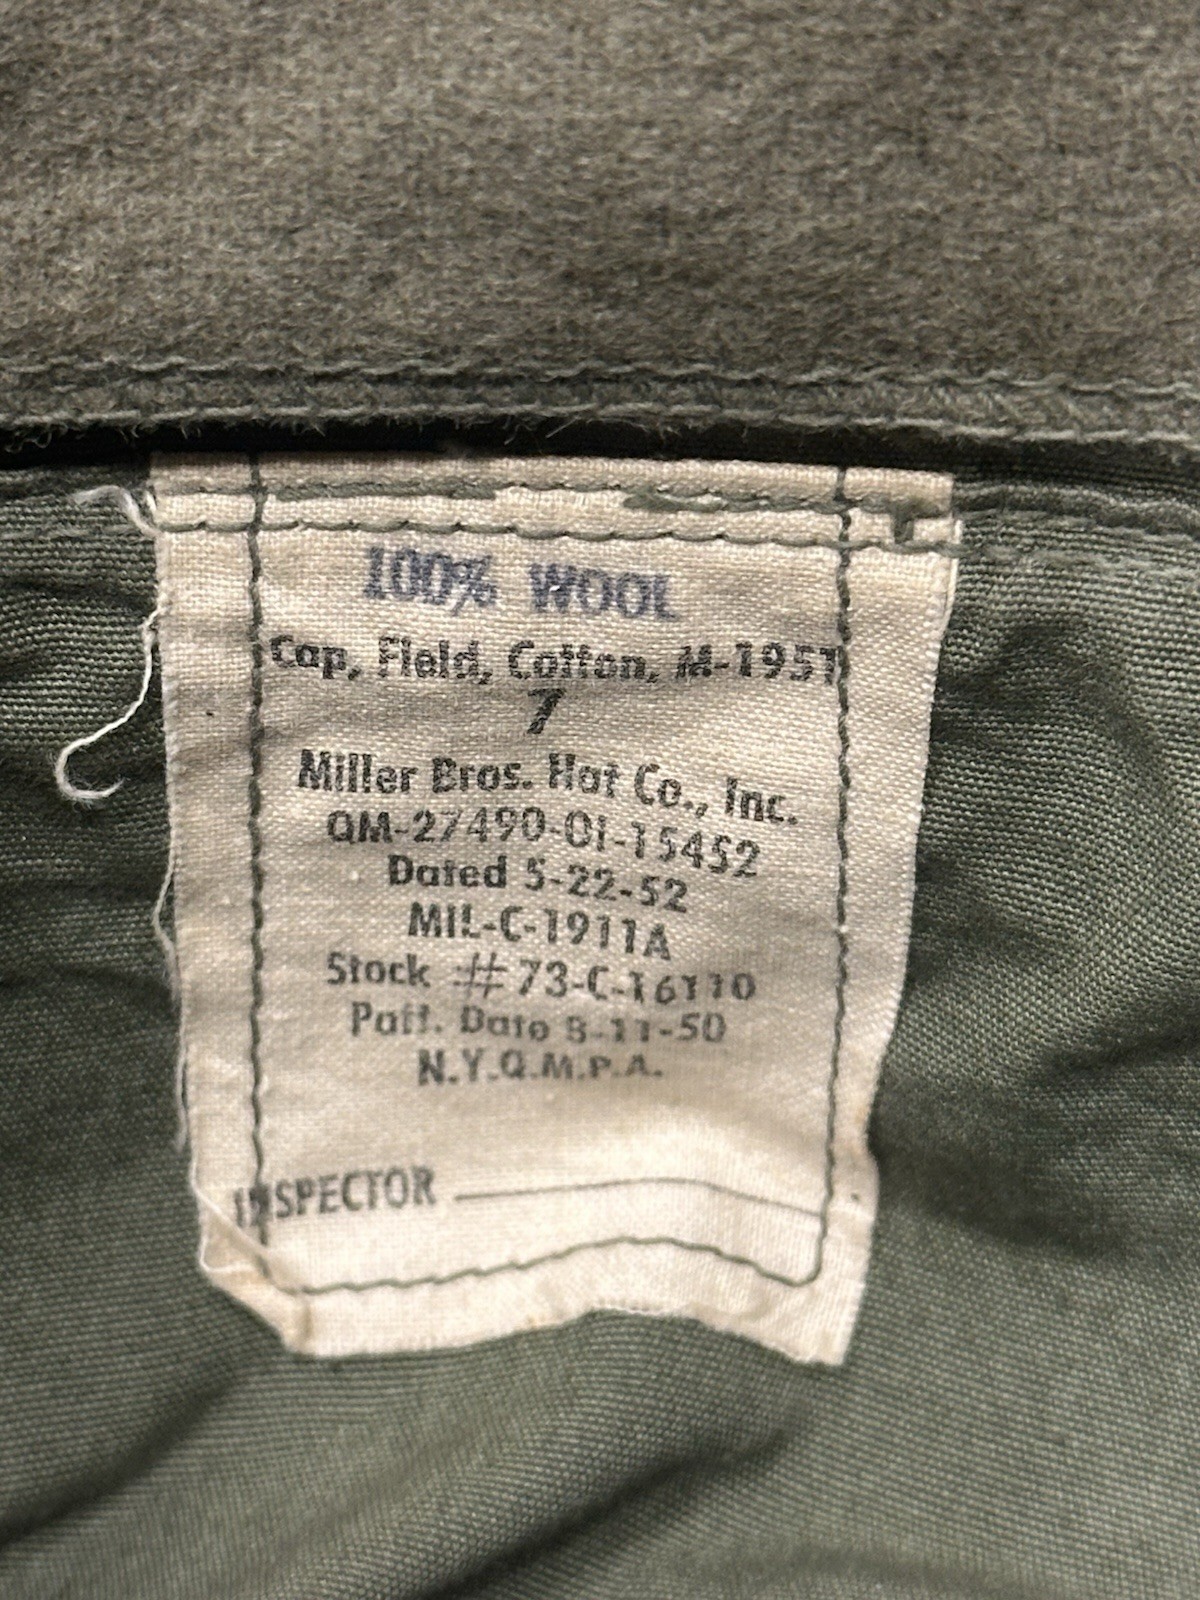 100% WOOL
Cap, Field, Cotton, M-1951
7
Miller Bros. Hat Co., Inc.
QM-27490-OI-15452
Dated 5-22-52
MIL-C-1911A
Stock # 73-C-16110
Patt. Date 8-11-50
N.Y.Q.M.P.A.
INSPECTOR